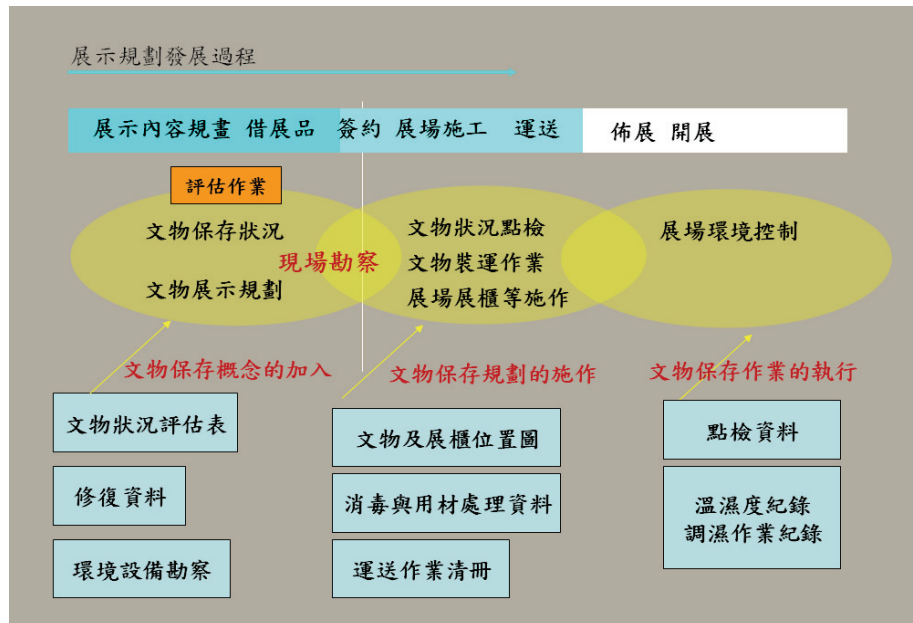 展示規劃發展過程
展示內容規畫 借展品 簽約 展場施工 運送 佈展 開展
評估作業
文物保存狀況
文物展示規劃
現場勘察
文物狀況點檢
文物裝運作業
展場展櫃等施作
展場環境控制
文物保存概念的加入
文物保存規劃的施作
文物保存作業的執行
文物狀況評估表
修復資料
環境設備勘察
文物及展櫃位置圖
消毒與用材處理資料
運送作業清冊
點檢資料
溫濕度紀錄
調濕作業紀錄